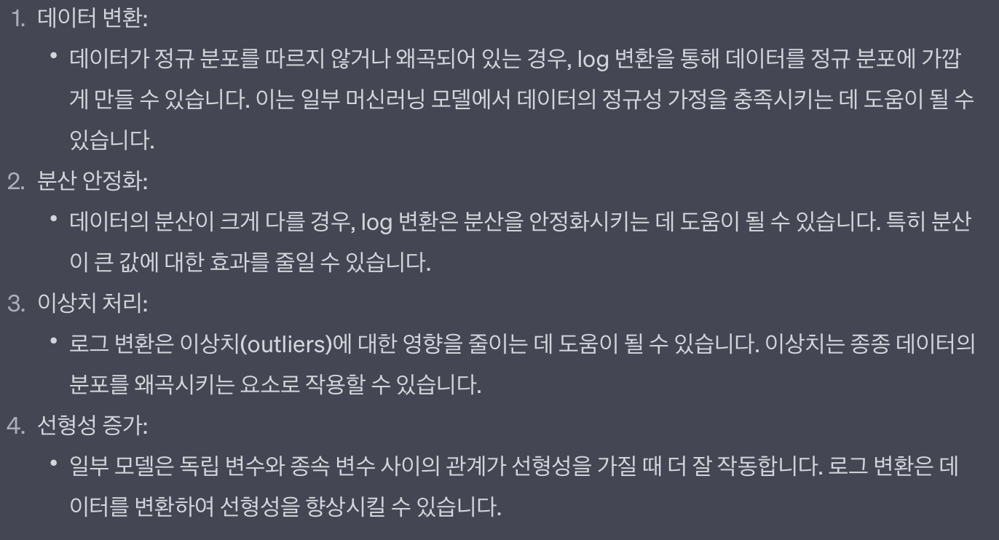 1. 데이터 변환:
• 데이터가 정규 분포를 따르지 않거나 왜곡되어 있는 경우, log 변환을 통해 데이터를 정규 분포에 가깝
게 만들 수 있습니다. 이는 일부 머신러닝 모델에서 데이터의 정규성 가정을 충족시키는 데 도움이 될 수
있습니다.
2. 분산 안정화:
• 데이터의 분산이 크게 다를 경우, log 변환은 분산을 안정화시키는 데 도움이 될 수 있습니다. 특히 분산
이 큰 값에 대한 효과를 줄일 수 있습니다.
3. 이상치 처리:
• 로그 변환은 이상치(outliers)에 대한 영향을 줄이는 데 도움이 될 수 있습니다. 이상치는 종종 데이터의
분포를 왜곡시키는 요소로 작용할 수 있습니다.
4. 선형성 증가:
• 일부 모델은 독립 변수와 종속 변수 사이의 관계가 선형성을 가질 때 더 잘 작동합니다. 로그 변환은 데
이터를 변환하여 선형성을 향상시킬 수 있습니다.